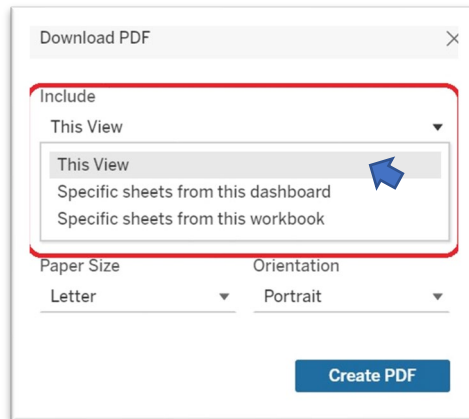 Download PDF
Include
This View
This View
Specific sheets from this dashboard
Specific sheets from this workbook
Paper Size Orientation
Letter Portrait
Create PDF